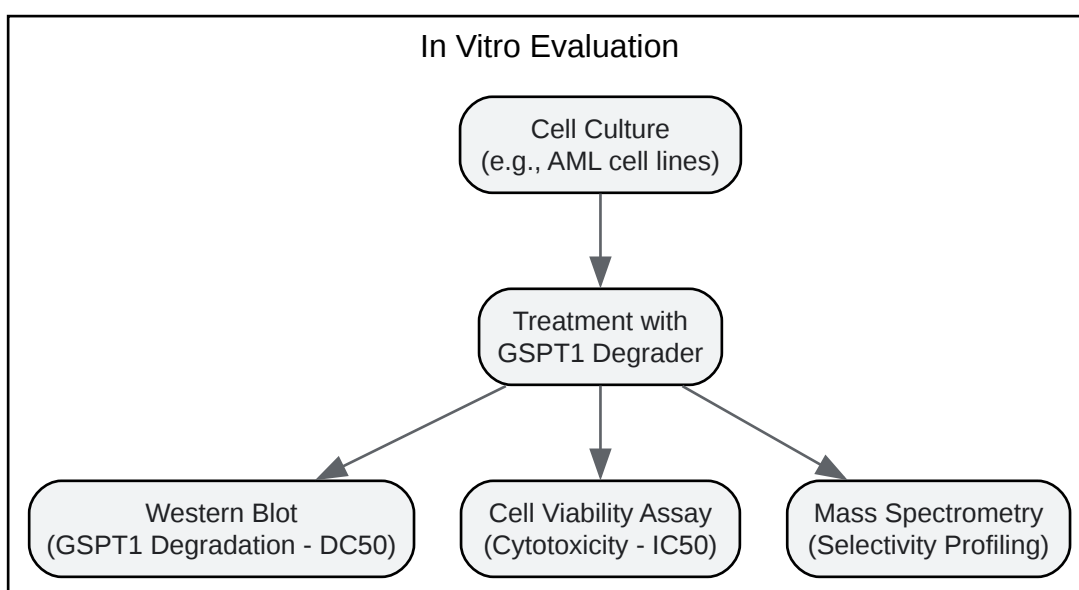 In Vitro Evaluation
Cell Culture
(e.g., AML cell lines)
Treatment with
GSPT1 Degrader
Western Blot
(GSPT1 Degradation - DC50)
Cell Viability Assay
(Cytotoxicity - IC50)
Mass Spectrometry
(Selectivity Profiling)